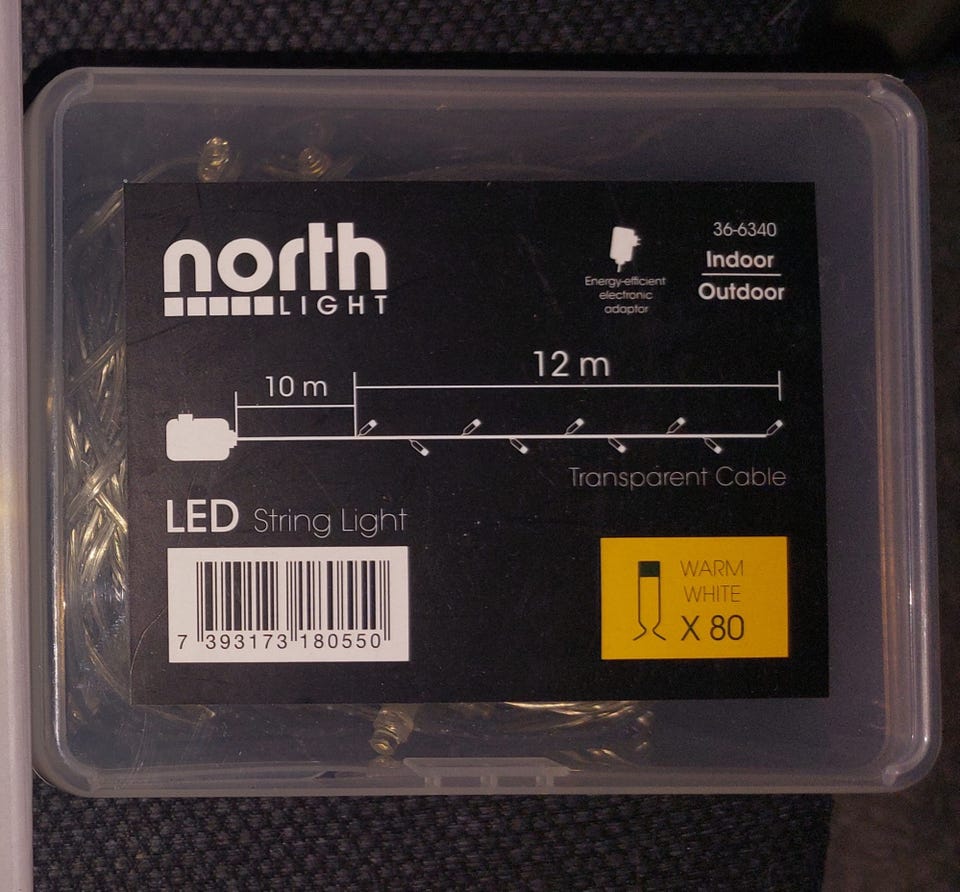 north
LIGHT
Energy-efficient
electronic
adaptor
36-6340
Indoor
Outdoor
10 m
12 m
Transparent Cable
LED String Light
7 393173 180550
WARM
WHITE
X 80